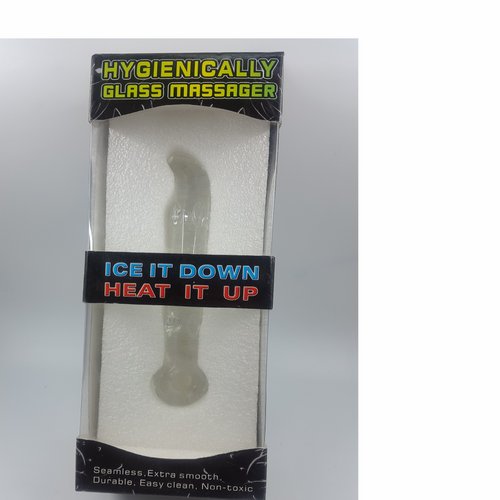 HYGIENICALLY
GLASS MASSAGER
ICE IT DOWN
HEAT IT UP
Seamless,Extra smooth,
Durable, Easy clean, Non-toxic